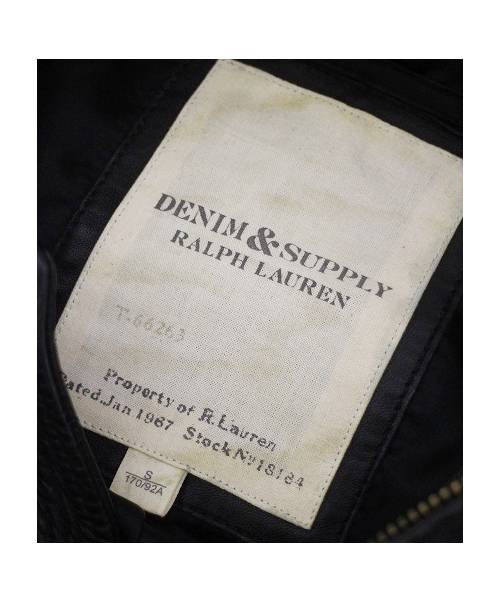 DENIM & SUPPLY
RALPH LAUREN
T-66263
Property of R.Lauren
Dated.Jan 1967 Stock No 18184
S
170/92A